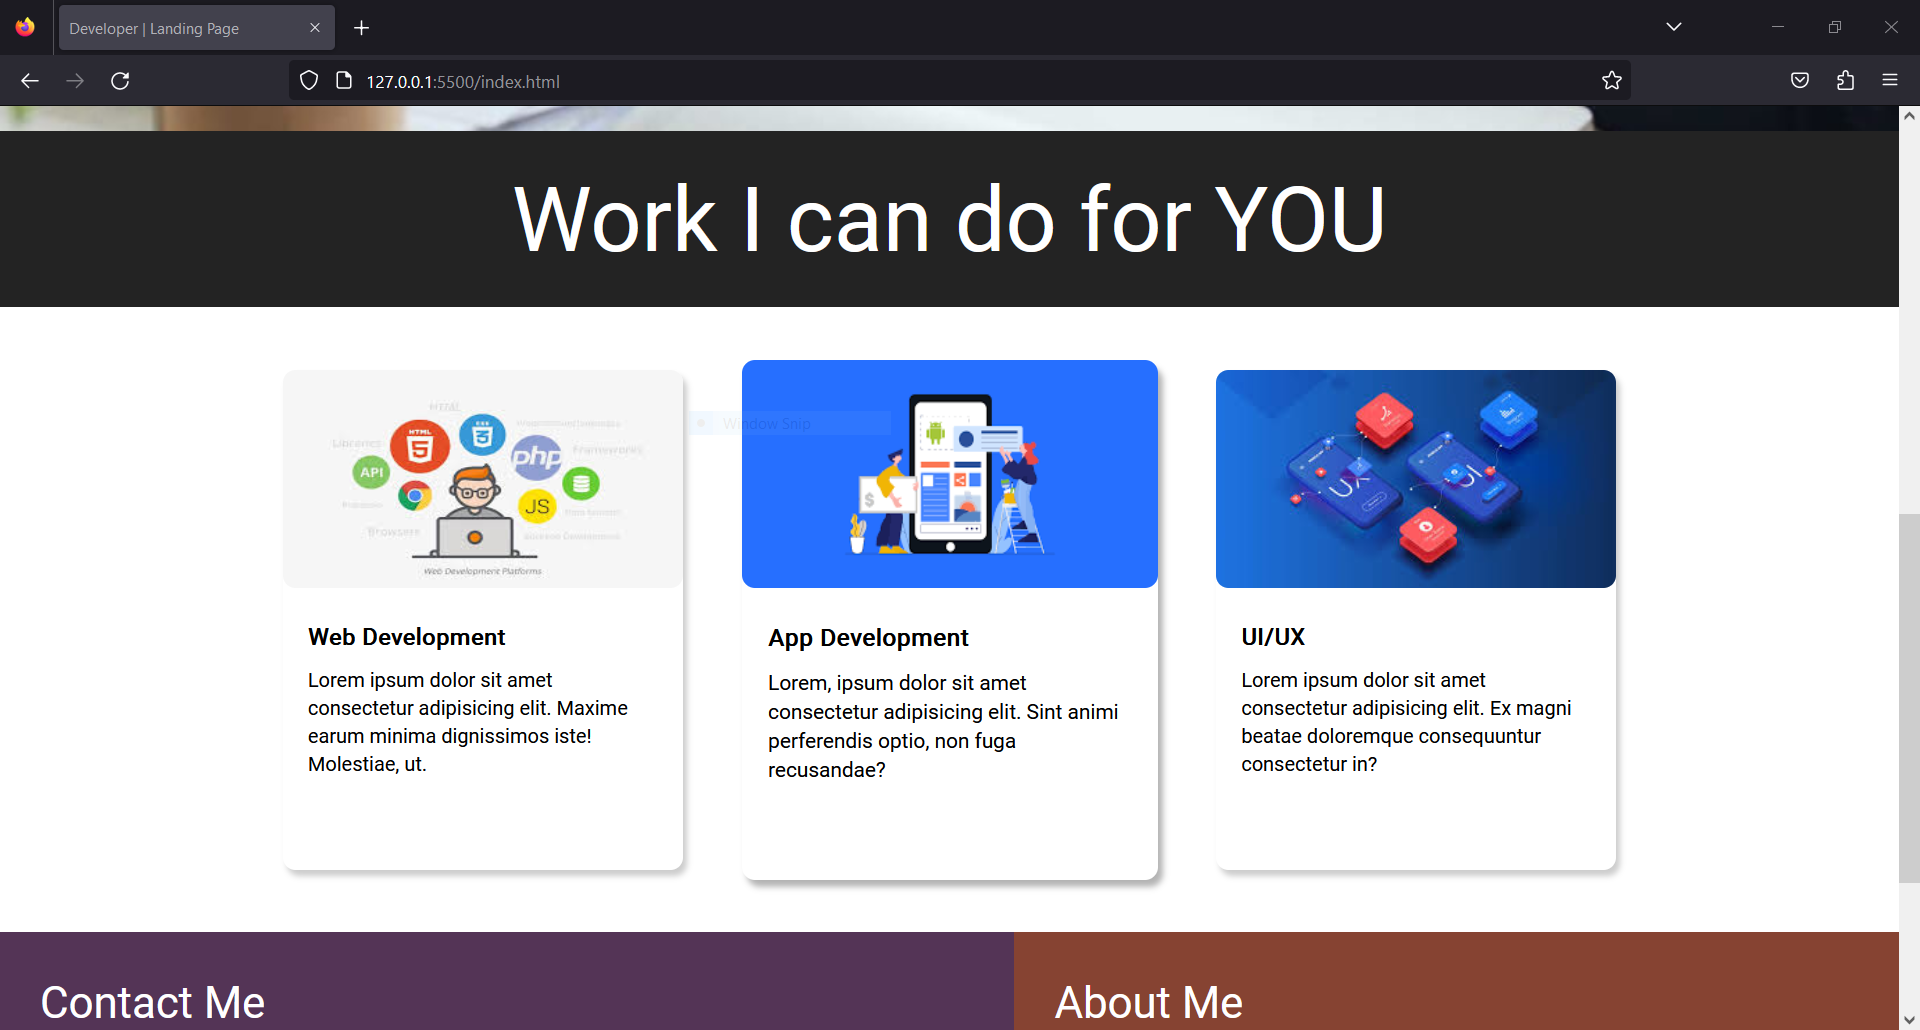 Developer | Landing Page
127.0.0.1:5500/index.html
Work I can do for YOU
Window Snip
HTML
Libraries
Frameworks
HTML
5
3
php
API
JS
Browsers
Web Development Platforms
$
UX
UI
Web Development
Lorem ipsum dolor sit amet
consectetur adipisicing elit. Maxime
earum minima dignissimos iste!
Molestiae, ut.
App Development
Lorem, ipsum dolor sit amet
consectetur adipisicing elit. Sint animi
perferendis optio, non fuga
recusandae?
UI/UX
Lorem ipsum dolor sit amet
consectetur adipisicing elit. Ex magni
beatae doloremque consequuntur
consectetur in?
Contact Me
About Me